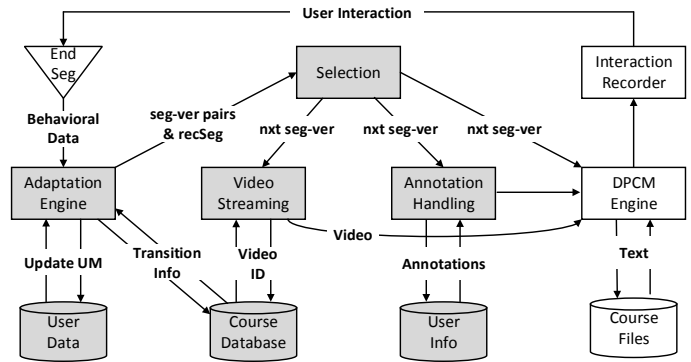 User Interaction
End
Seg
Selection
Interaction
Recorder
Behavioral
Data
seg-ver pairs
& recSeg
nxt seg-ver
nxt seg-ver
nxt seg-ver
Adaptation
Engine
Video
Streaming
Annotation
Handling
DPCM
Engine
Video
Update UM
Transition
Info
Video
ID
Annotations
Text
User
Data
Course
Database
User
Info
Course
Files